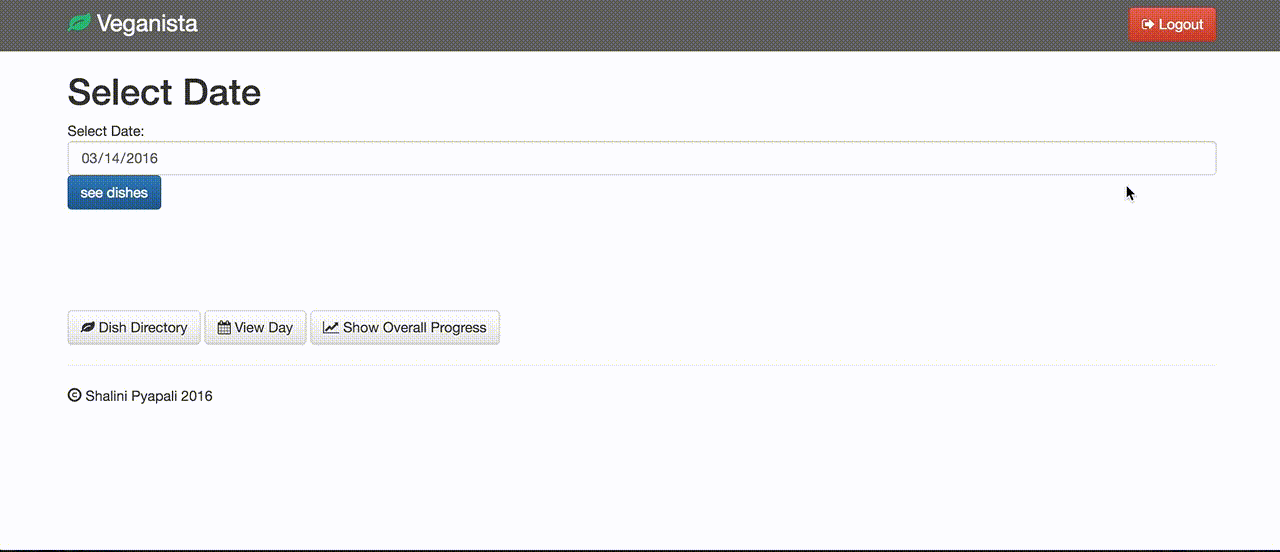 Veganista
Logout
Select Date
Select Date:
03/14/2016
see dishes
Dish Directory View Day Show Overall Progress
© Shalini Pyapali 2016